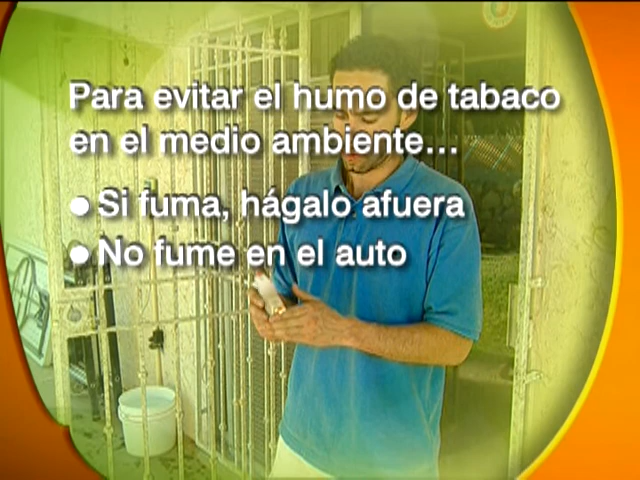 Para evitar el humo de tabaco
en el medio ambiente...
● Si fuma, hágalo afuera
● No fume en el auto